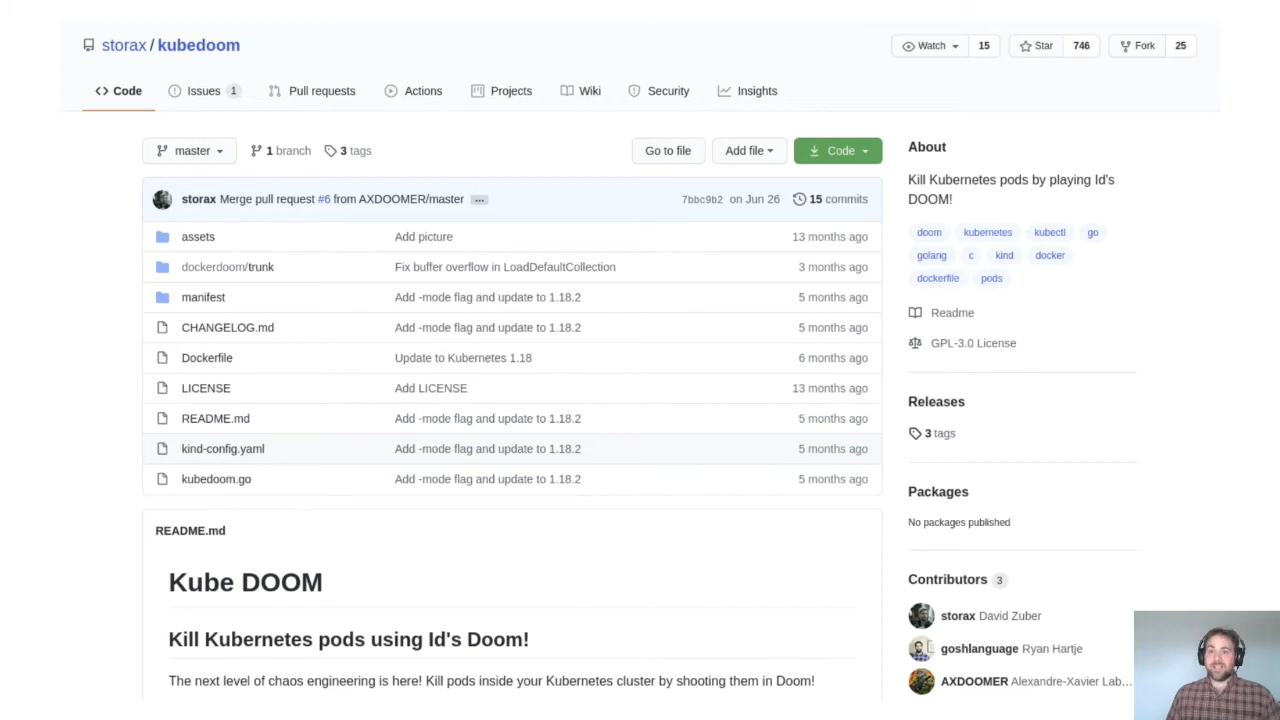 storax / kubedoom
Watch 15 Star 746 Fork 25
Code Issues 1 Pull requests Actions Projects Wiki Security Insights
master 1 branch 3 tags Go to file Add file Code
storax Merge pull request #6 from AXDOOMER/master ... 7bbc9b2 on Jun 26 15 commits
assets Add picture 13 months ago
dockerdoom/trunk Fix buffer overflow in LoadDefaultCollection 3 months ago
manifest Add -mode flag and update to 1.18.2 5 months ago
CHANGELOG.md Add -mode flag and update to 1.18.2 5 months ago
Dockerfile Update to Kubernetes 1.18 6 months ago
LICENSE Add LICENSE 13 months ago
README.md Add -mode flag and update to 1.18.2 5 months ago
kind-config.yaml Add -mode flag and update to 1.18.2 5 months ago
kubedoom.go Add -mode flag and update to 1.18.2 5 months ago
README.md
Kube DOOM
Kill Kubernetes pods using Id's Doom!
The next level of chaos engineering is here! Kill pods inside your Kubernetes cluster by shooting them in Doom!
About
Kill Kubernetes pods by playing Id's
DOOM!
doom kubernetes kubectl go
golang c kind docker
dockerfile pods
Readme
GPL-3.0 License
Releases
3 tags
Packages
No packages published
Contributors 3
storax David Zuber
goshlanguage Ryan Hartje
AXDOOMER Alexandre-Xavier Lab...